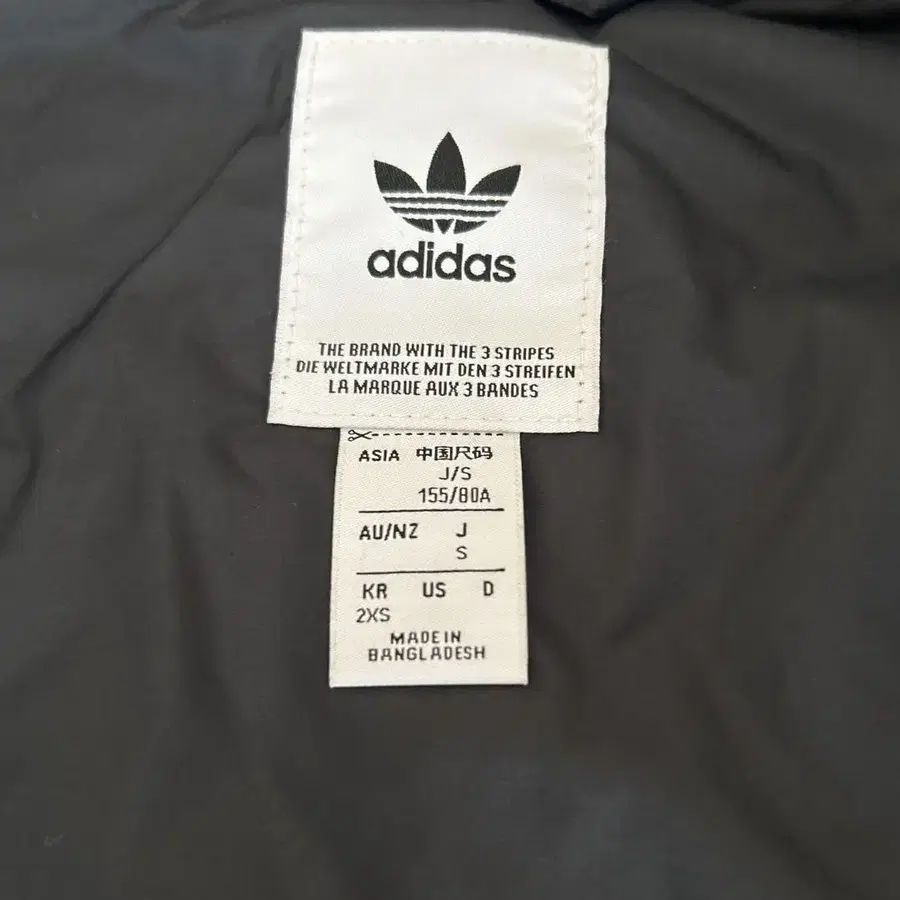 adidas
THE BRAND WITH THE 3 STRIPES
DIE WELTMARKE MIT DEN 3 STREIFEN
LA MARQUE AUX 3 BANDES
ASIA 中国尺码
J/S
155/80A
AU/NZ J
S
KR US D
2XS
MADE IN
BANGLADESH